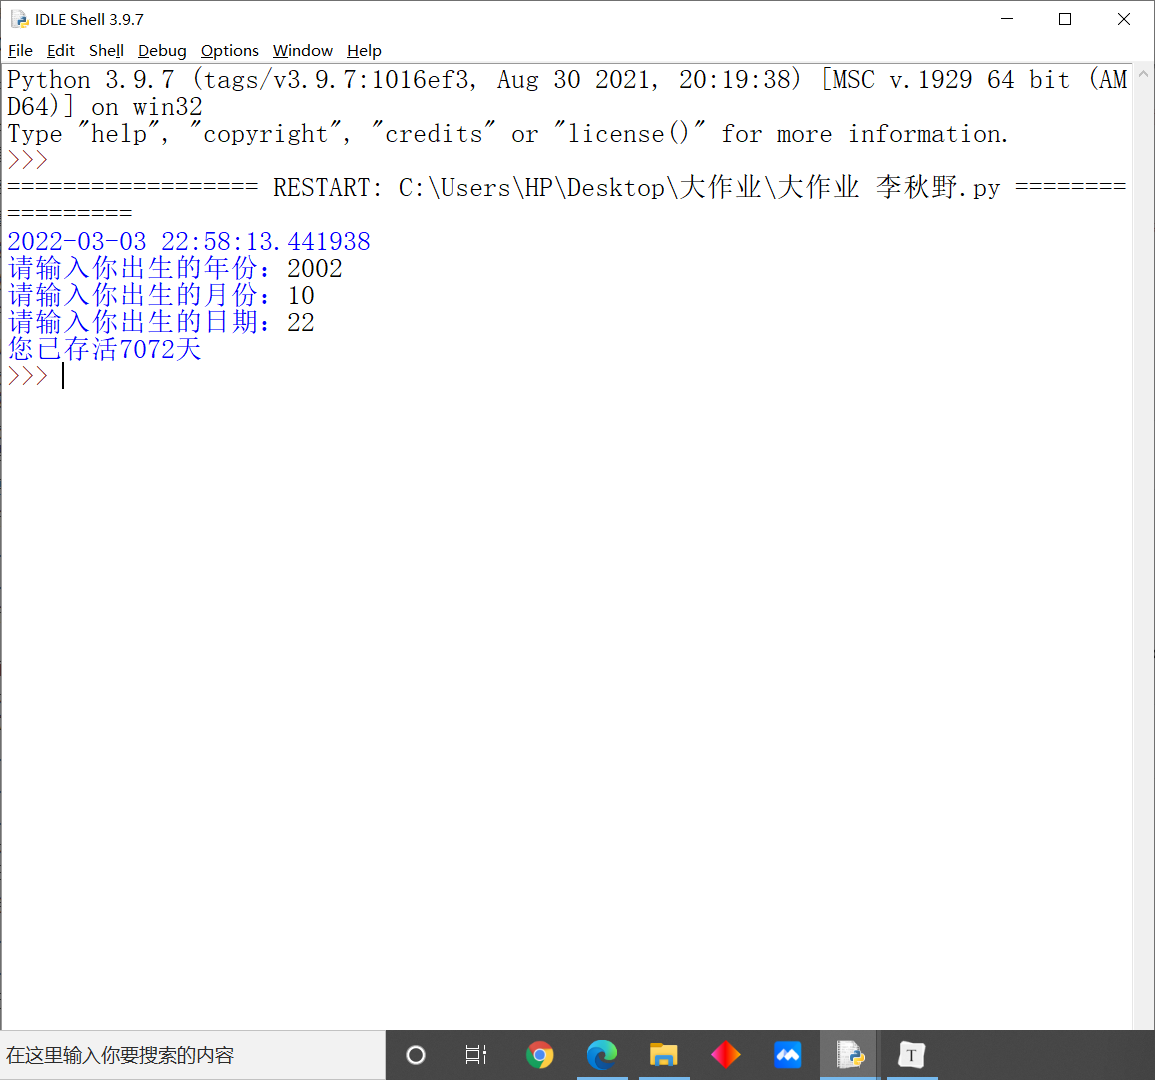 IDLE Shell 3.9.7
File Edit Shell Debug Options Window Help
Python 3.9.7 (tags/v3.9.7:1016ef3, Aug 30 2021, 20:19:38) [MSC v.1929 64 bit (AM
D64)] on win32
Type "help", "copyright", "credits" or "license()" for more information.
>>>
================== RESTART: C:\Users\HP\Desktop\大作业\大作业 李秋野.py ========
=========
2022-03-03 22:58:13.441938
请输入你出生的年份：2002
请输入你出生的月份：10
请输入你出生的日期：22
您已存活7072天
>>>
在这里输入你要搜索的内容
T